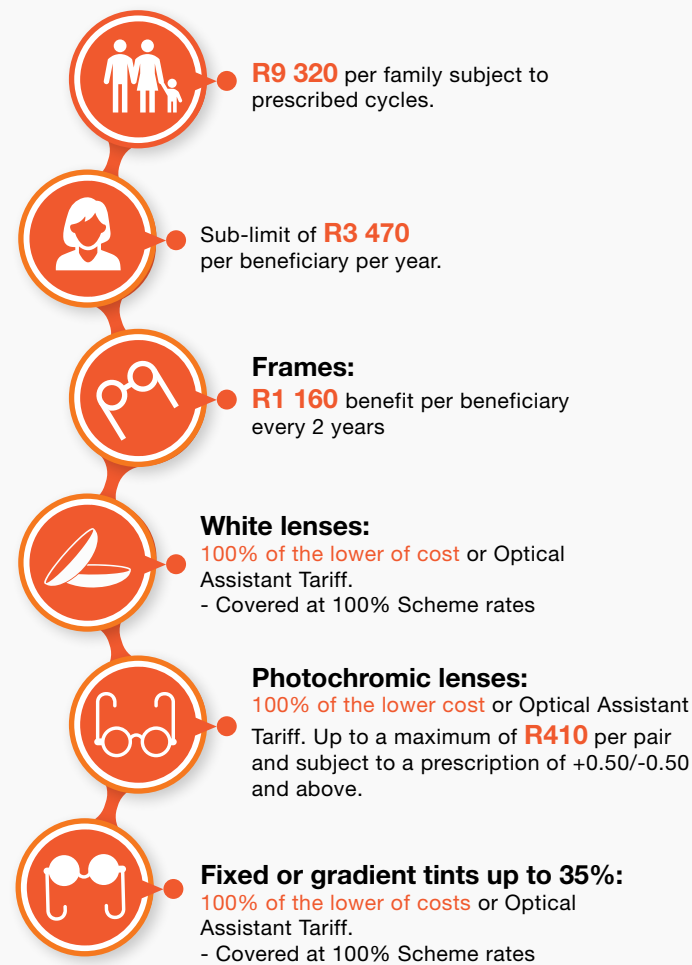 R9 320 per family subject to
prescribed cycles.
Sub-limit of R3 470
per beneficiary per year.
Frames:
R1 160 benefit per beneficiary
every 2 years
White lenses:
100% of the lower of cost or Optical
Assistant Tariff.
- Covered at 100% Scheme rates
Photochromic lenses:
100% of the lower cost or Optical Assistant
Tariff. Up to a maximum of R410 per pair
and subject to a prescription of +0.50/-0.50
and above.
Fixed or gradient tints up to 35%:
100% of the lower of costs or Optical
Assistant Tariff.
- Covered at 100% Scheme rates